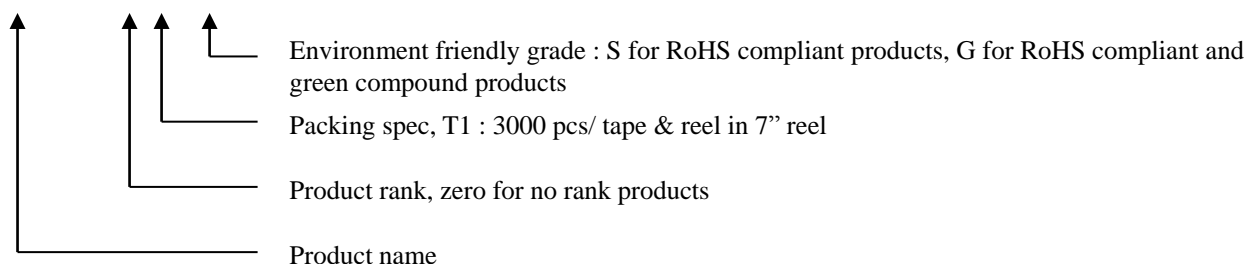 Environment friendly grade : S for RoHS compliant products, G for RoHS compliant and
green compound products
Packing spec, T1 : 3000 pcs/ tape & reel in 7” reel
Product rank, zero for no rank products
Product name